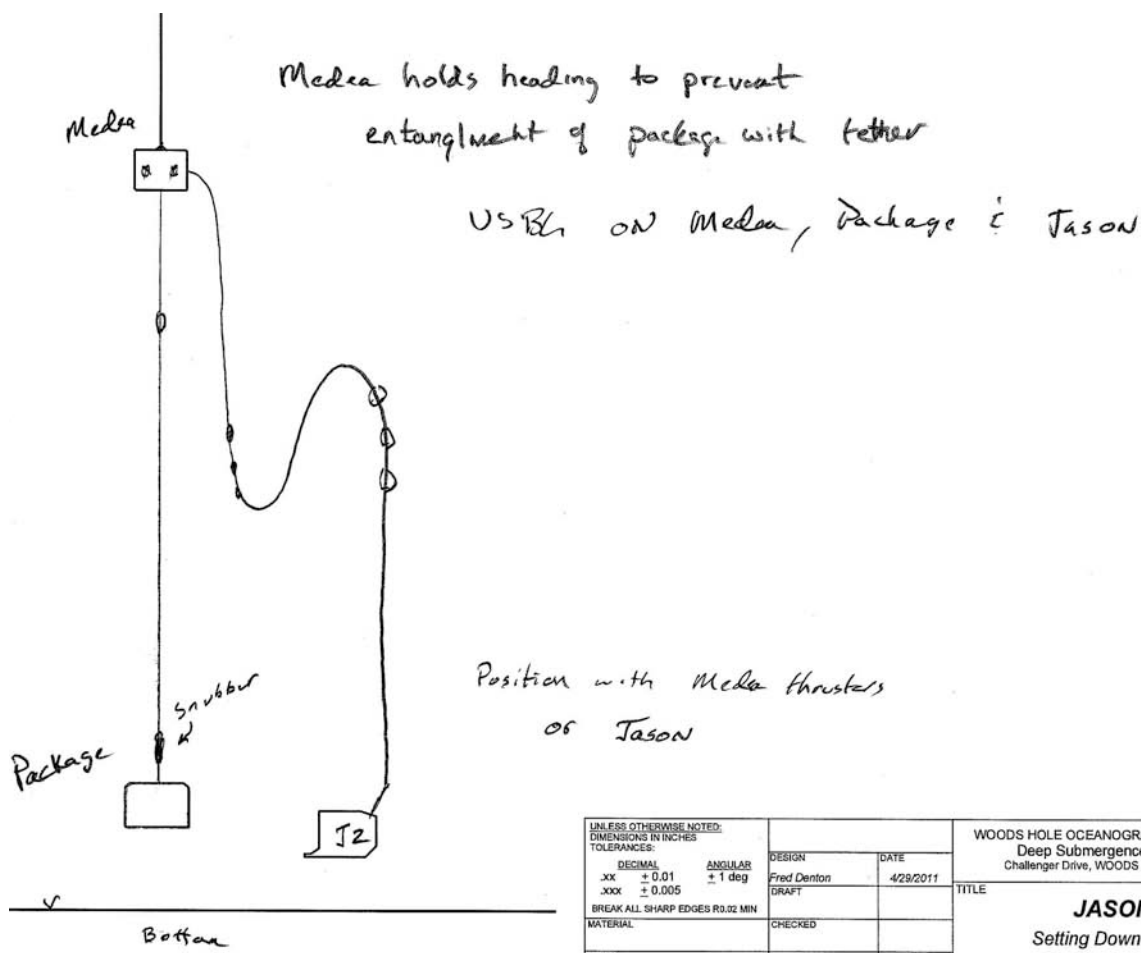 Medea holds heading to prevent
entanglment of package with tether
Medea
USBL ON Medea, Package & Jason
Snubber
Package
Position with Medea thrusters
or Jason
J2
Bottom
UNLESS OTHERWISE NOTED:
DIMENSIONS IN INCHES
TOLERANCES:
DECIMAL ANGULAR
.XX ± 0.01 ± 1 deg
.XXX ± 0.005
BREAK ALL SHARP EDGES R0.02 MIN
MATERIAL
DESIGN DATE
Fred Denton 4/29/2011
DRAFT
CHECKED
WOODS HOLE OCEANOGR
Deep Submergence
Challenger Drive, WOODS
TITLE
JASO
Setting Down